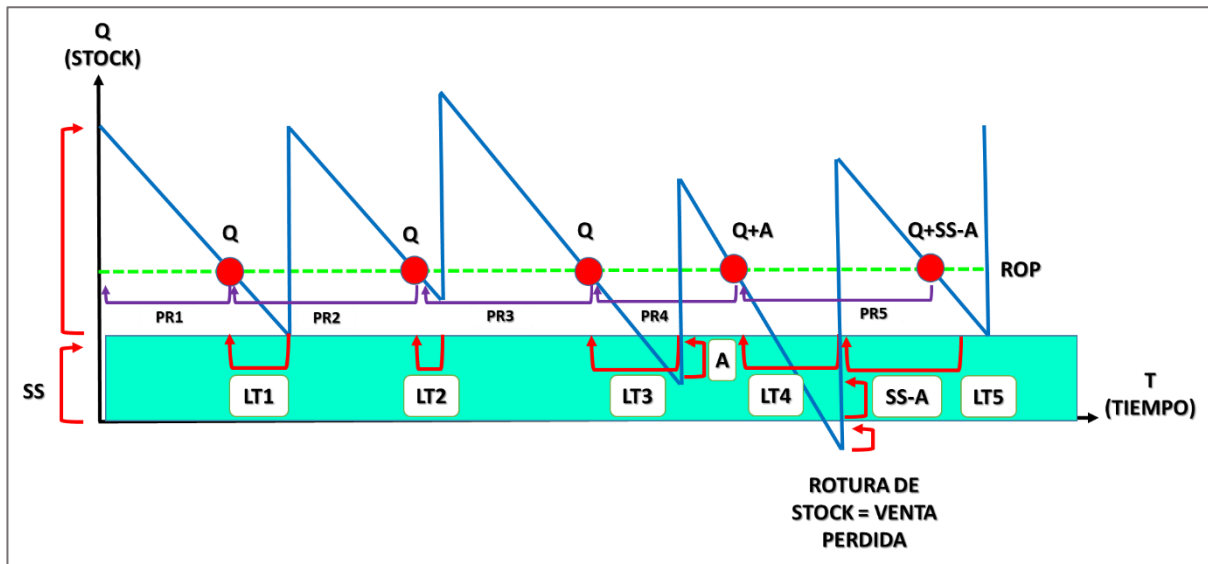 Q
(STOCK)
Q
Q
Q
Q+A
Q+SS-A
ROP
PR1
PR2
PR3
PR4
PR5
SS
LT1
LT2
LT3
A
LT4
SS-A
LT5
T
(TIEMPO)
ROTURA DE
STOCK = VENTA
PERDIDA